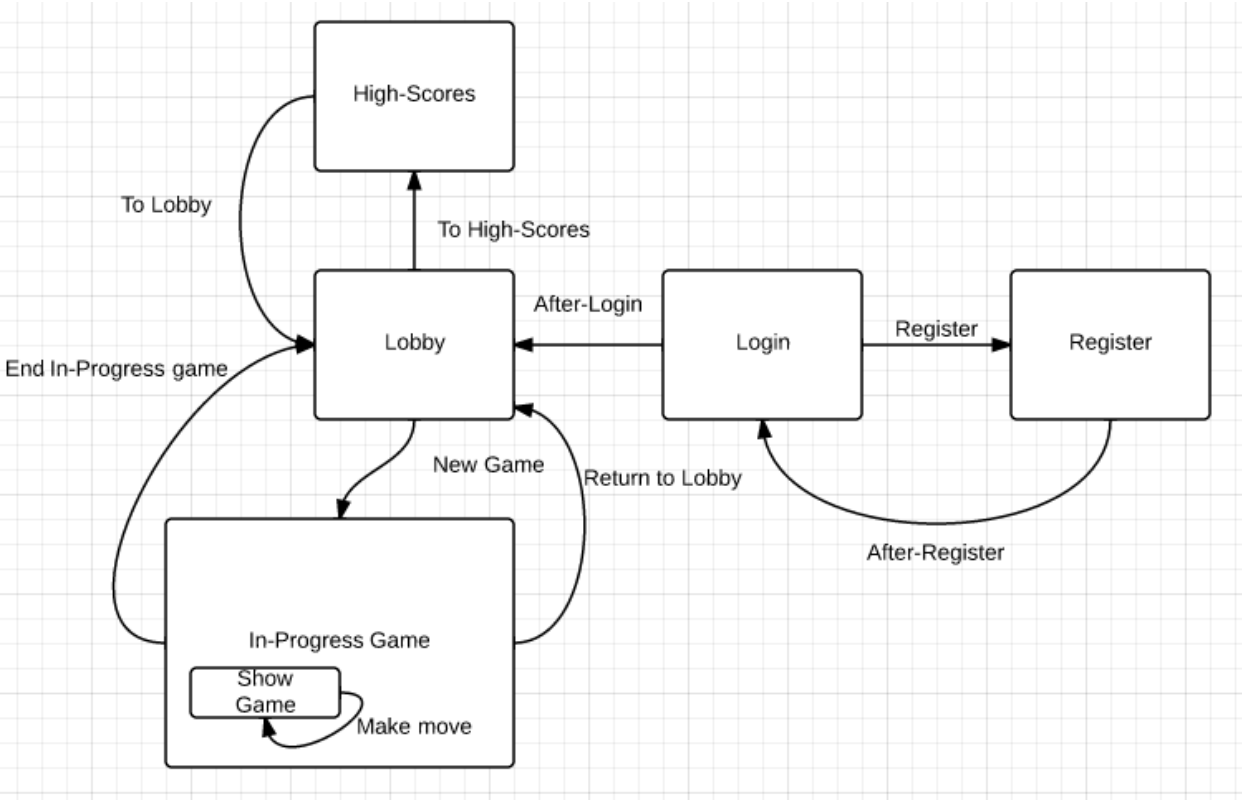 High-Scores
To Lobby
To High-Scores
After-Login
Lobby
Login
Register
Register
End In-Progress game
New Game
Return to Lobby
After-Register
In-Progress Game
Show
Game
Make move